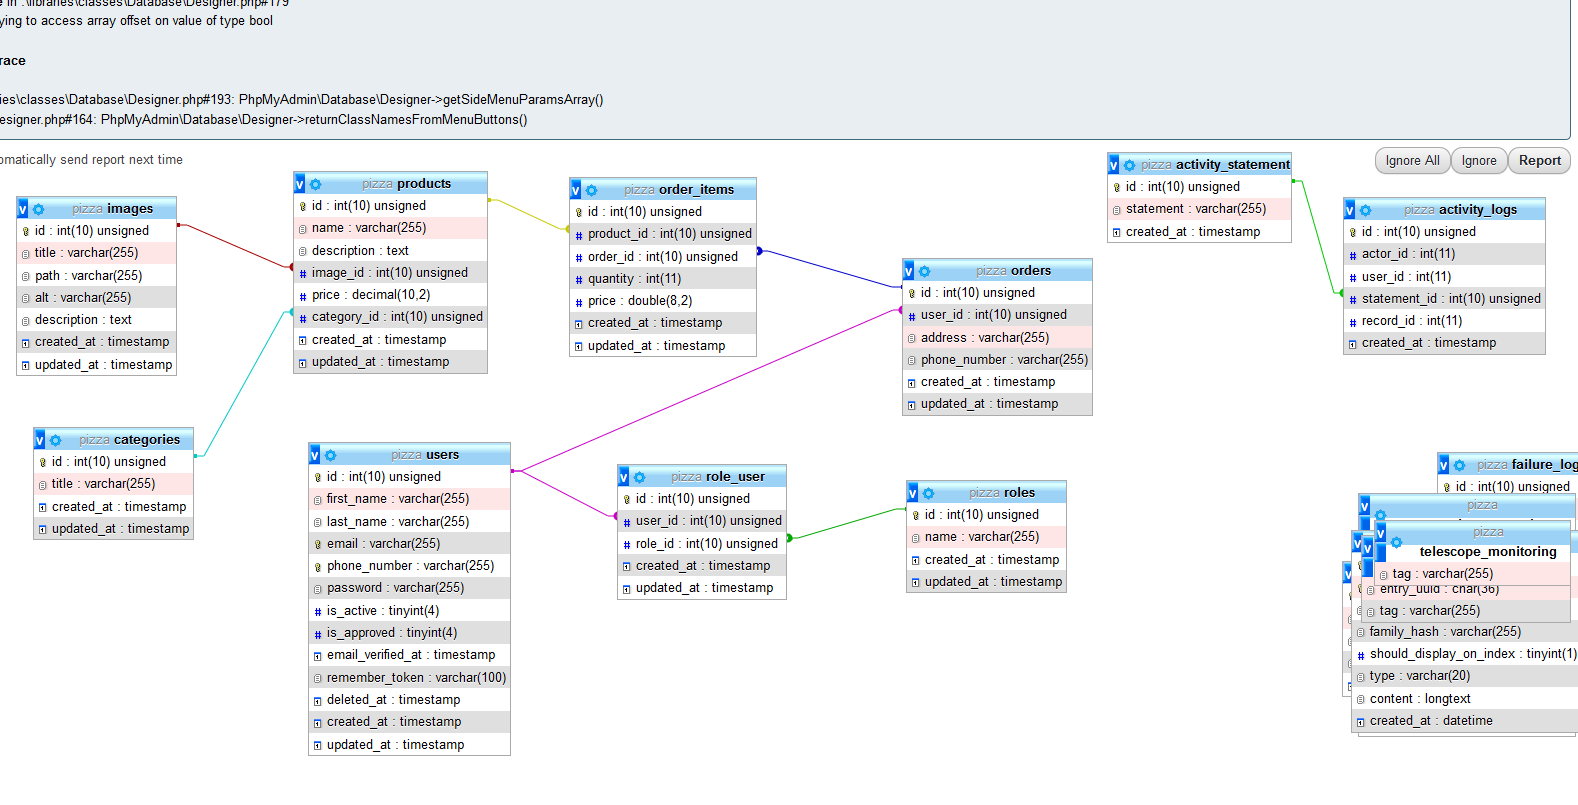 e in .\libraries\classes\Database\Designer.php#179
ying to access array offset on value of type bool
race
ies\classes\Database\Designer.php#193: PhpMyAdmin\Database\Designer->getSideMenuParamsArray()
esigner.php#164: PhpMyAdmin\Database\Designer->returnClassNamesFromMenuButtons()
omatically send report next time
Ignore All
Ignore
Report
v pizza images
id : int(10) unsigned
title : varchar(255)
path : varchar(255)
alt : varchar(255)
description : text
created_at : timestamp
updated_at : timestamp
v pizza products
id : int(10) unsigned
name : varchar(255)
description : text
# image_id : int(10) unsigned
# price : decimal(10,2)
# category_id : int(10) unsigned
created_at : timestamp
updated_at : timestamp
v pizza order_items
id : int(10) unsigned
# product_id : int(10) unsigned
# order_id : int(10) unsigned
# quantity : int(11)
# price : double(8,2)
created_at : timestamp
updated_at : timestamp
v pizza orders
id : int(10) unsigned
# user_id : int(10) unsigned
address : varchar(255)
phone_number : varchar(255)
created_at : timestamp
updated_at : timestamp
v pizza activity_statement
id : int(10) unsigned
statement : varchar(255)
created_at : timestamp
v pizza activity_logs
id : int(10) unsigned
# actor_id : int(11)
# user_id : int(11)
# statement_id : int(10) unsigned
# record_id : int(11)
created_at : timestamp
v pizza categories
id : int(10) unsigned
title : varchar(255)
created_at : timestamp
updated_at : timestamp
v pizza users
id : int(10) unsigned
first_name : varchar(255)
last_name : varchar(255)
email : varchar(255)
phone_number : varchar(255)
password : varchar(255)
# is_active : tinyint(4)
# is_approved : tinyint(4)
email_verified_at : timestamp
remember_token : varchar(100)
deleted_at : timestamp
created_at : timestamp
updated_at : timestamp
v pizza role_user
id : int(10) unsigned
# user_id : int(10) unsigned
# role_id : int(10) unsigned
created_at : timestamp
updated_at : timestamp
v pizza roles
id : int(10) unsigned
name : varchar(255)
created_at : timestamp
updated_at : timestamp
v pizza failure_log
id : int(10) unsigned
v pizza
v pizza
telescope_monitoring
tag : varchar(255)
entry_uuid : char(36)
tag : varchar(255)
family_hash : varchar(255)
# should_display_on_index : tinyint(1)
type : varchar(20)
content : longtext
created_at : datetime